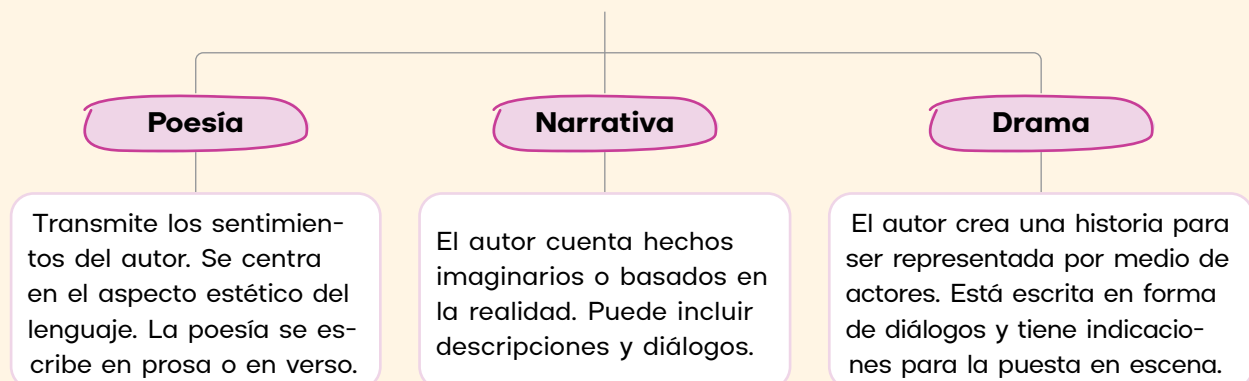 Poesía
Transmite los sentimien-
tos del autor. Se centra
en el aspecto estético del
lenguaje. La poesía se es-
cribe en prosa o en verso.
Narrativa
El autor cuenta hechos
imaginarios o basados en
la realidad. Puede incluir
descripciones y diálogos.
Drama
El autor crea una historia para
ser representada por medio de
actores. Está escrita en forma
de diálogos y tiene indicacio-
nes para la puesta en escena.